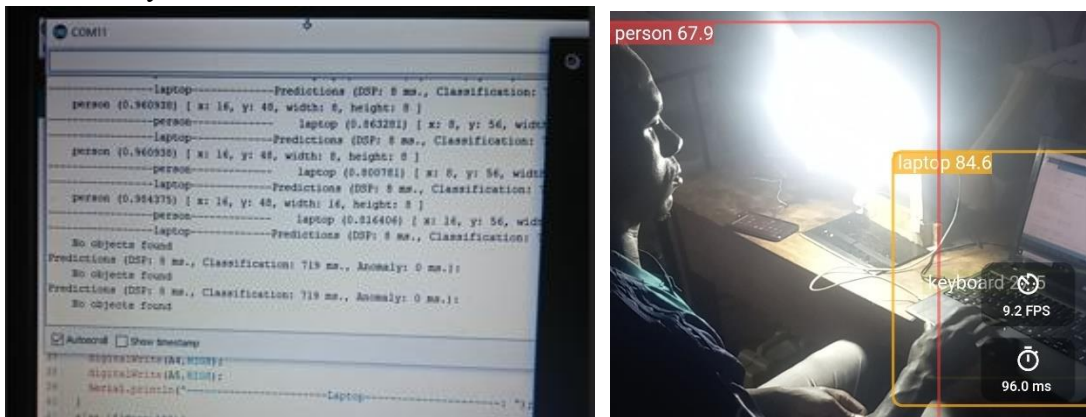 COM11
--------------laptop--------------Predictions (DSP: 8 ms., Classification:
person (0.960938) [ x: 16, y: 48, width: 8, height: 8 ]
--------------person-------------- laptop (0.863281) [ x: 8, y: 56,
--------------laptop--------------Predictions (DSP: 8 ms., Classification:
person (0.960938) [ x: 16, y: 48, width: 8, height: 8 ]
--------------person-------------- laptop (0.800781) [ x: 8, y: 56,
--------------laptop--------------Predictions (DSP: 8 ms., Classification:
person (0.984375) [ x: 16, y: 48, width: 16, height: 8 ]
--------------person-------------- laptop (0.816406) [ x: 16, y: 56,
--------------laptop--------------Predictions (DSP: 8 ms., Classification:
No objects found
Predictions (DSP: 8 ms., Classification: 719 ms., Anomaly: 0 ms.):
No objects found
Predictions (DSP: 8 ms., Classification: 719 ms., Anomaly: 0 ms.):
No objects found
Autoscroll Show timestamp
digitalWrite(A4,HIGH);
digitalWrite(A5,HIGH);
Serial.println("--------------Laptop--------------: ");
person 67.9
laptop 84.6
keyboard
9.2 FPS
96.0 ms